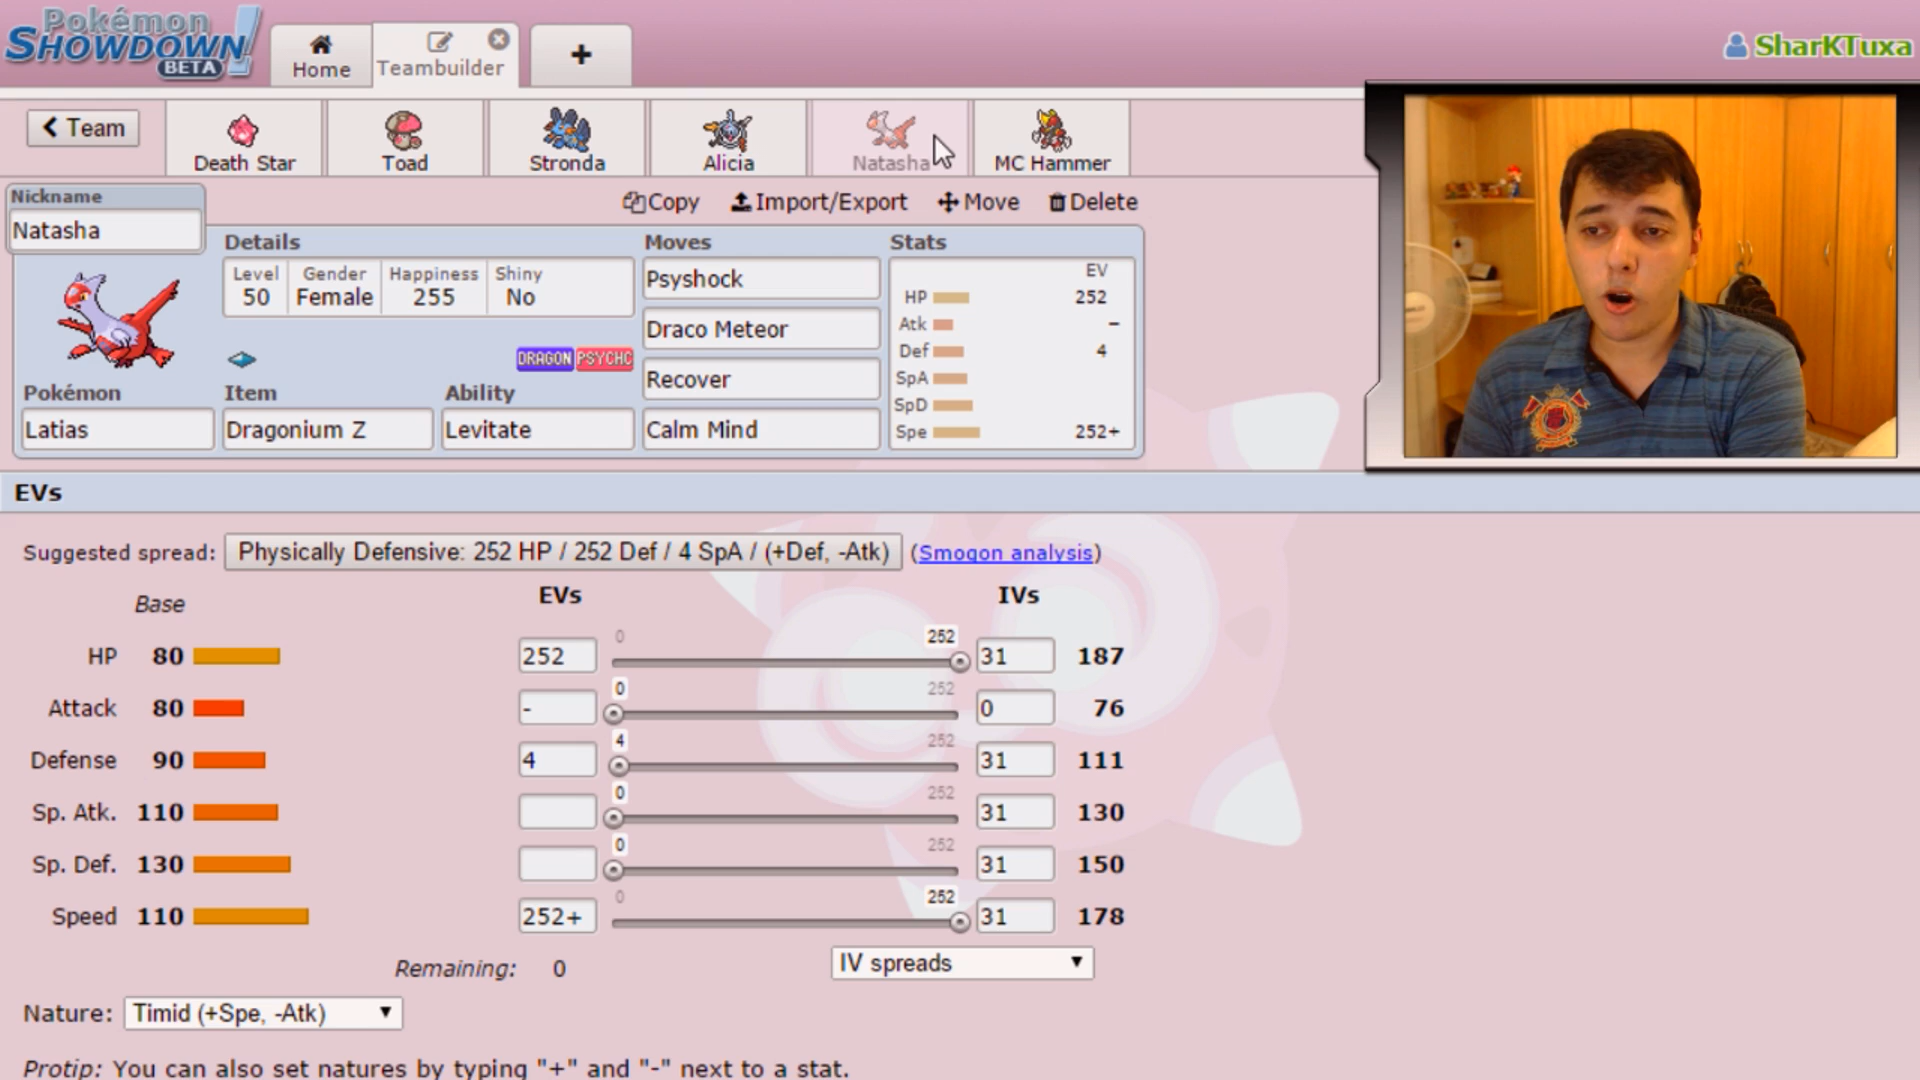 Pokémon
SHOWDOWN!
BETA
Home
Teambuilder
+
SharKTuxa
Team
Death Star
Toad
Stronda
Alicia
Natasha
MC Hammer
Copy
Import/Export
Move
Delete
Nickname
Natasha
Details
Level
50
Gender
Female
Happiness
255
Shiny
No
DRAGON
PSYCHC
Pokémon
Latias
Item
Dragonium Z
Ability
Levitate
Moves
Psyshock
Draco Meteor
Recover
Calm Mind
Stats
EV
HP 252
Atk –
Def 4
SpA
SpD
Spe 252+
EVs
Suggested spread: Physically Defensive: 252 HP / 252 Def / 4 SpA / (+Def, -Atk) (Smogon analysis)
Base EVs IVs
0 252
HP 80 252 31 187
0 252
Attack 80 - 0 76
4 252
Defense 90 4 31 111
0 252
Sp. Atk. 110 31 130
0 252
Sp. Def. 130 31 150
0 252
Speed 110 252+ 31 178
Remaining: 0 IV spreads
Nature: Timid (+Spe, -Atk)
Protip: You can also set natures by typing "+" and "-" next to a stat.